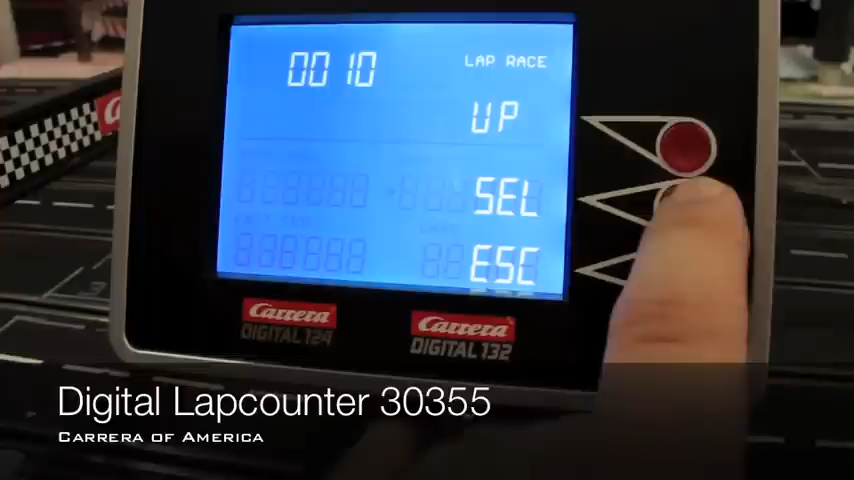 0010
LAP RACE
UP
SEL
ESC
Carrera
DIGITAL 124
Carrera
DIGITAL 132
Digital Lapcounter 30355
CARRERA OF AMERICA